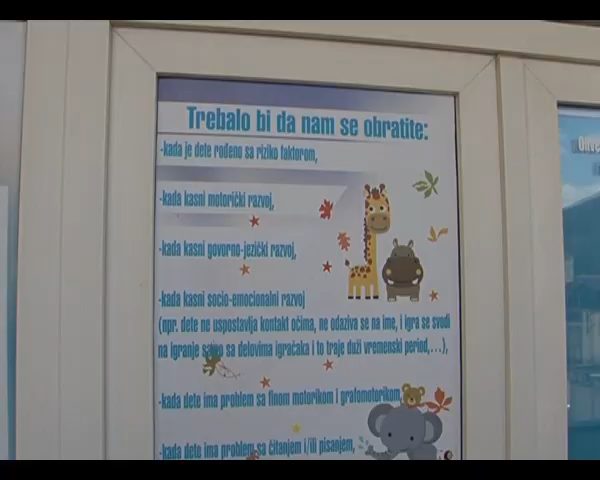 Trebalo bi da nam se obratite:
-kada je dete rođeno sa riziko faktorom,
-kada kasni motorički razvoj,
-kada kasni govorno-jezički razvoj,
-kada kasni socio-emocionalni razvoj
(npr. dete ne uspostavlja kontakt očima, ne odaziva se na ime, i igra se svodi
na igranje samo sa delovima igračaka i to traje duži vremenski period,...),
-kada dete ima problem sa finom motorikom i grafomotorikom,
-kada dete ima problem sa čitanjem i/ili pisanjem,